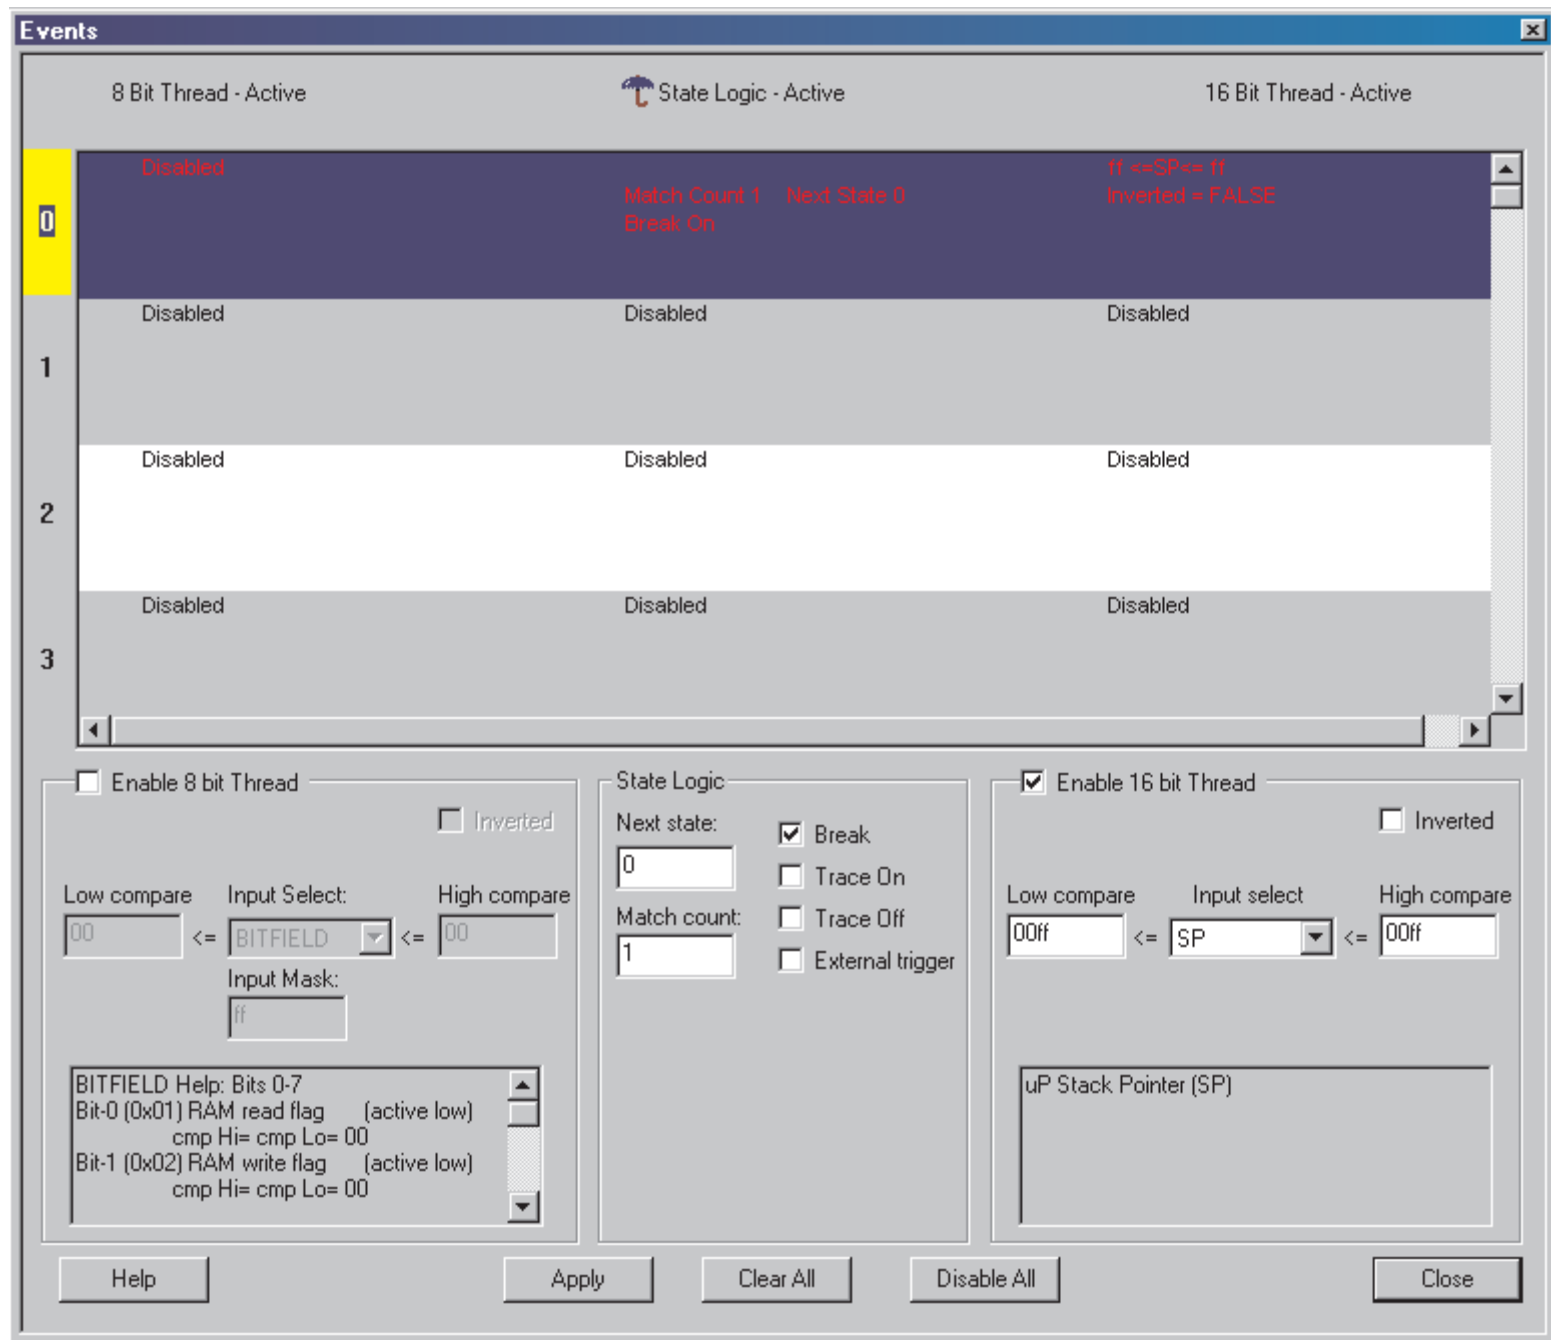 Events
8 Bit Thread - Active State Logic - Active 16 Bit Thread - Active
0
Disabled ff <=SP<= ff
Match Count 1 Next State 0 Inverted = FALSE
Break On
1
Disabled Disabled Disabled
2
Disabled Disabled Disabled
3
Disabled Disabled Disabled
Enable 8 bit Thread
Inverted
Low compare Input Select: High compare
00 <= BITFIELD <= 00
Input Mask:
ff
BITFIELD Help: Bits 0-7
Bit-0 (0x01) RAM read flag (active low)
cmp Hi= cmp Lo= 00
Bit-1 (0x02) RAM write flag (active low)
cmp Hi= cmp Lo= 00
State Logic
Next state:
0
Match count:
1
Break
Trace On
Trace Off
External trigger
Enable 16 bit Thread
Inverted
Low compare Input select High compare
00ff <= SP <= 00ff
uP Stack Pointer (SP)
Help Apply Clear All Disable All Close